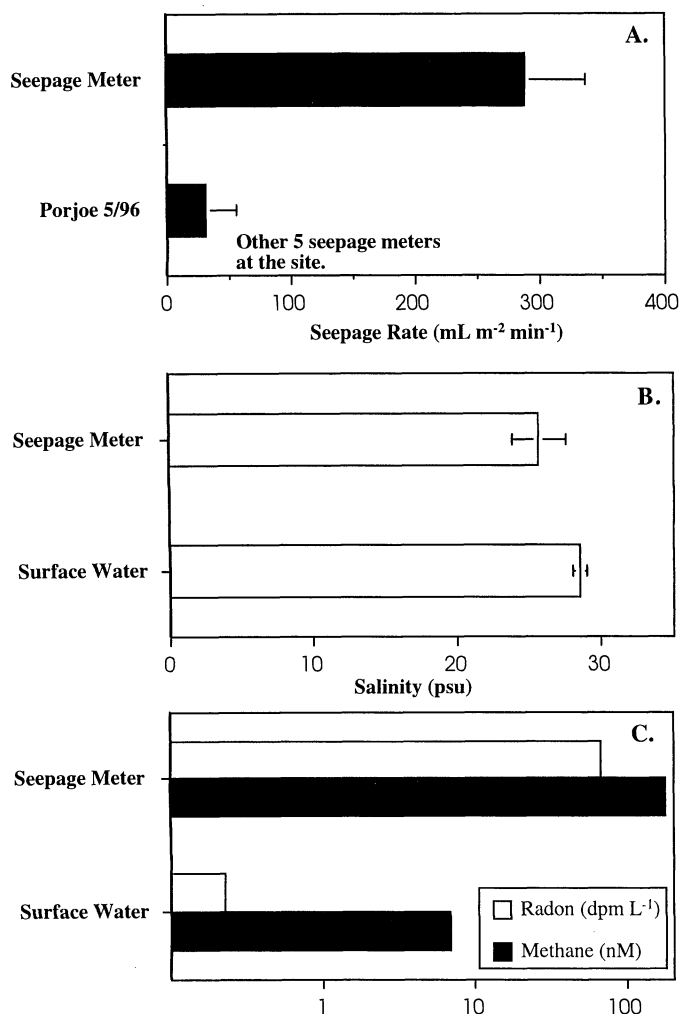 A.
Seepage Meter
Porjoe 5/96
Other 5 seepage meters
at the site.
0 100 200 300 400
Seepage Rate (mL m⁻² min⁻¹)
B.
Seepage Meter
Surface Water
0 10 20 30
Salinity (psu)
C.
Seepage Meter
Surface Water
Radon (dpm L⁻¹)
Methane (nM)
1 10 100